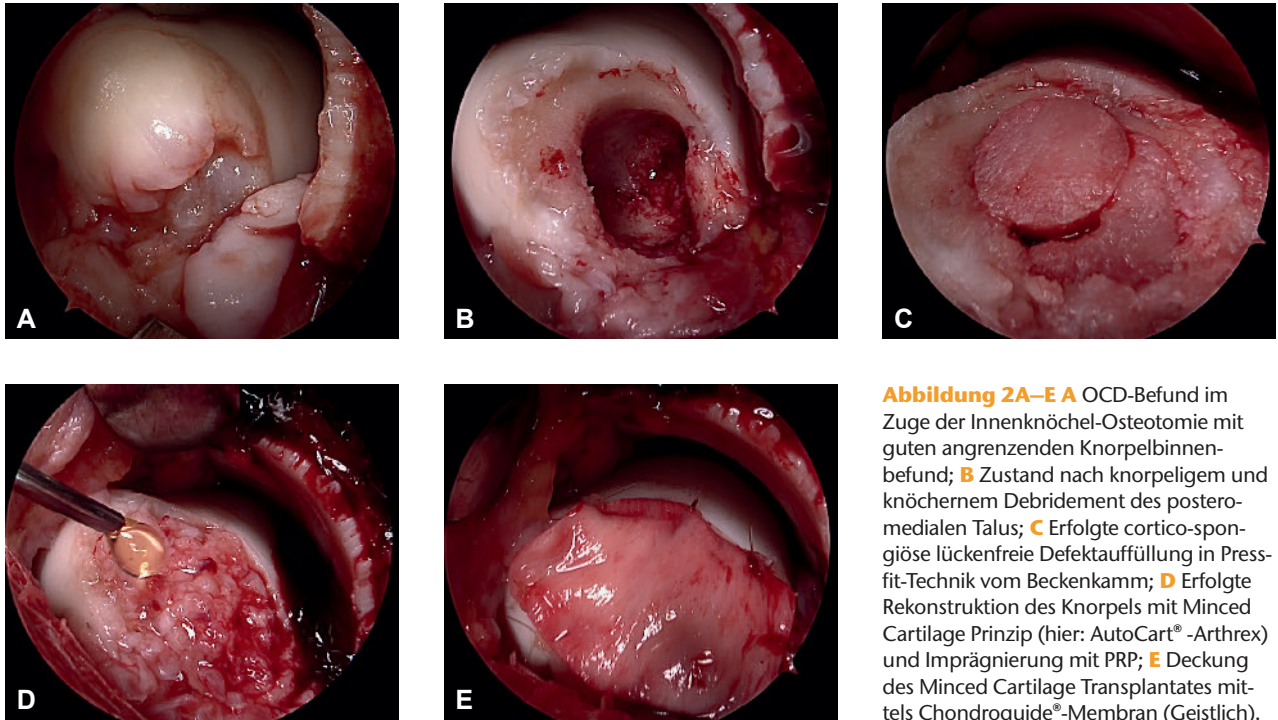 A
B
C
D
E
Abbildung 2A–E A OCD-Befund im
Zuge der Innenknöchel-Osteotomie mit
guten angrenzenden Knorpelbinnen-
befund; B Zustand nach knorpeligem und
knöchernem Debridement des postero-
medialen Talus; C Erfolgte cortico-spon-
giöse lückenfreie Defektauffüllung in Press-
fit-Technik vom Beckenkamm; D Erfolgte
Rekonstruktion des Knorpels mit Minced
Cartilage Prinzip (hier: AutoCart® -Arthrex)
und Imprägnierung mit PRP; E Deckung
des Minced Cartilage Transplantates mit-
tels Chondroguide®-Membran (Geistlich).